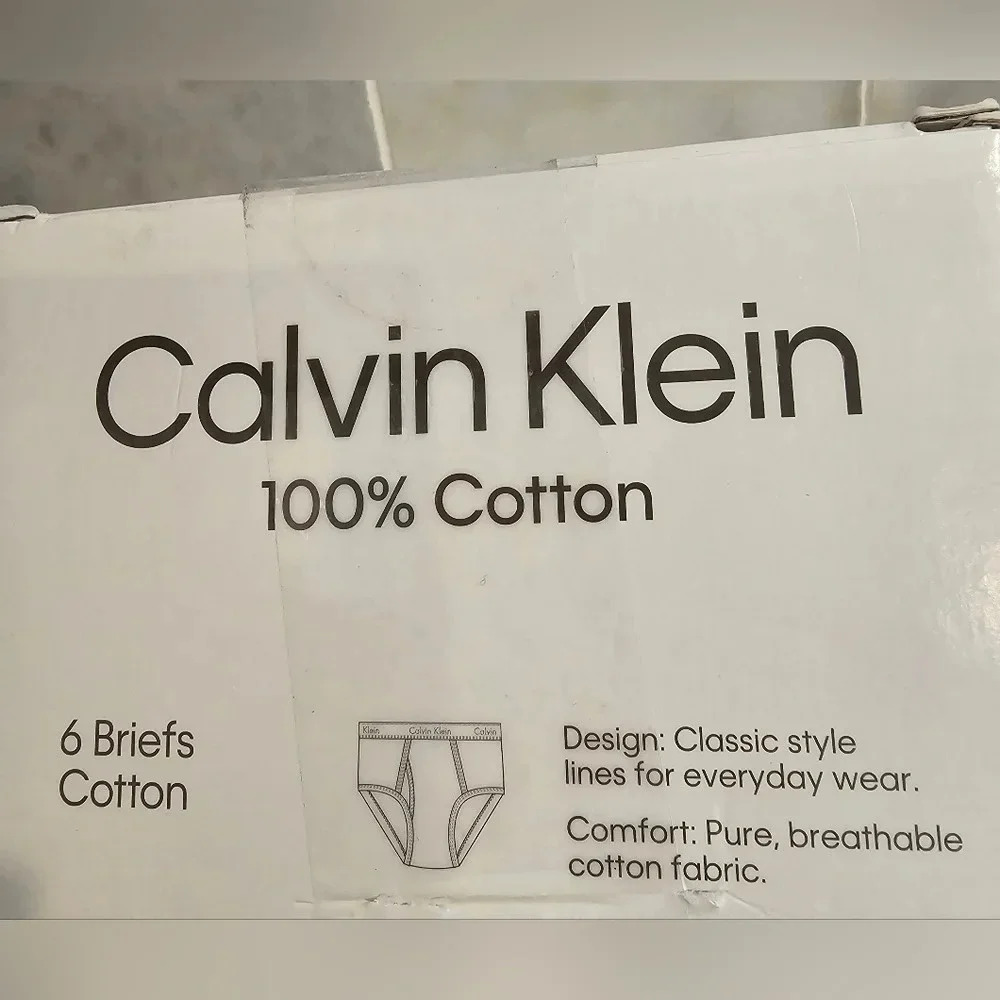 Calvin Klein
100% Cotton
6 Briefs
Cotton
Klein Calvin Klein Calvin
Design: Classic style
lines for everyday wear.
Comfort: Pure, breathable
cotton fabric.